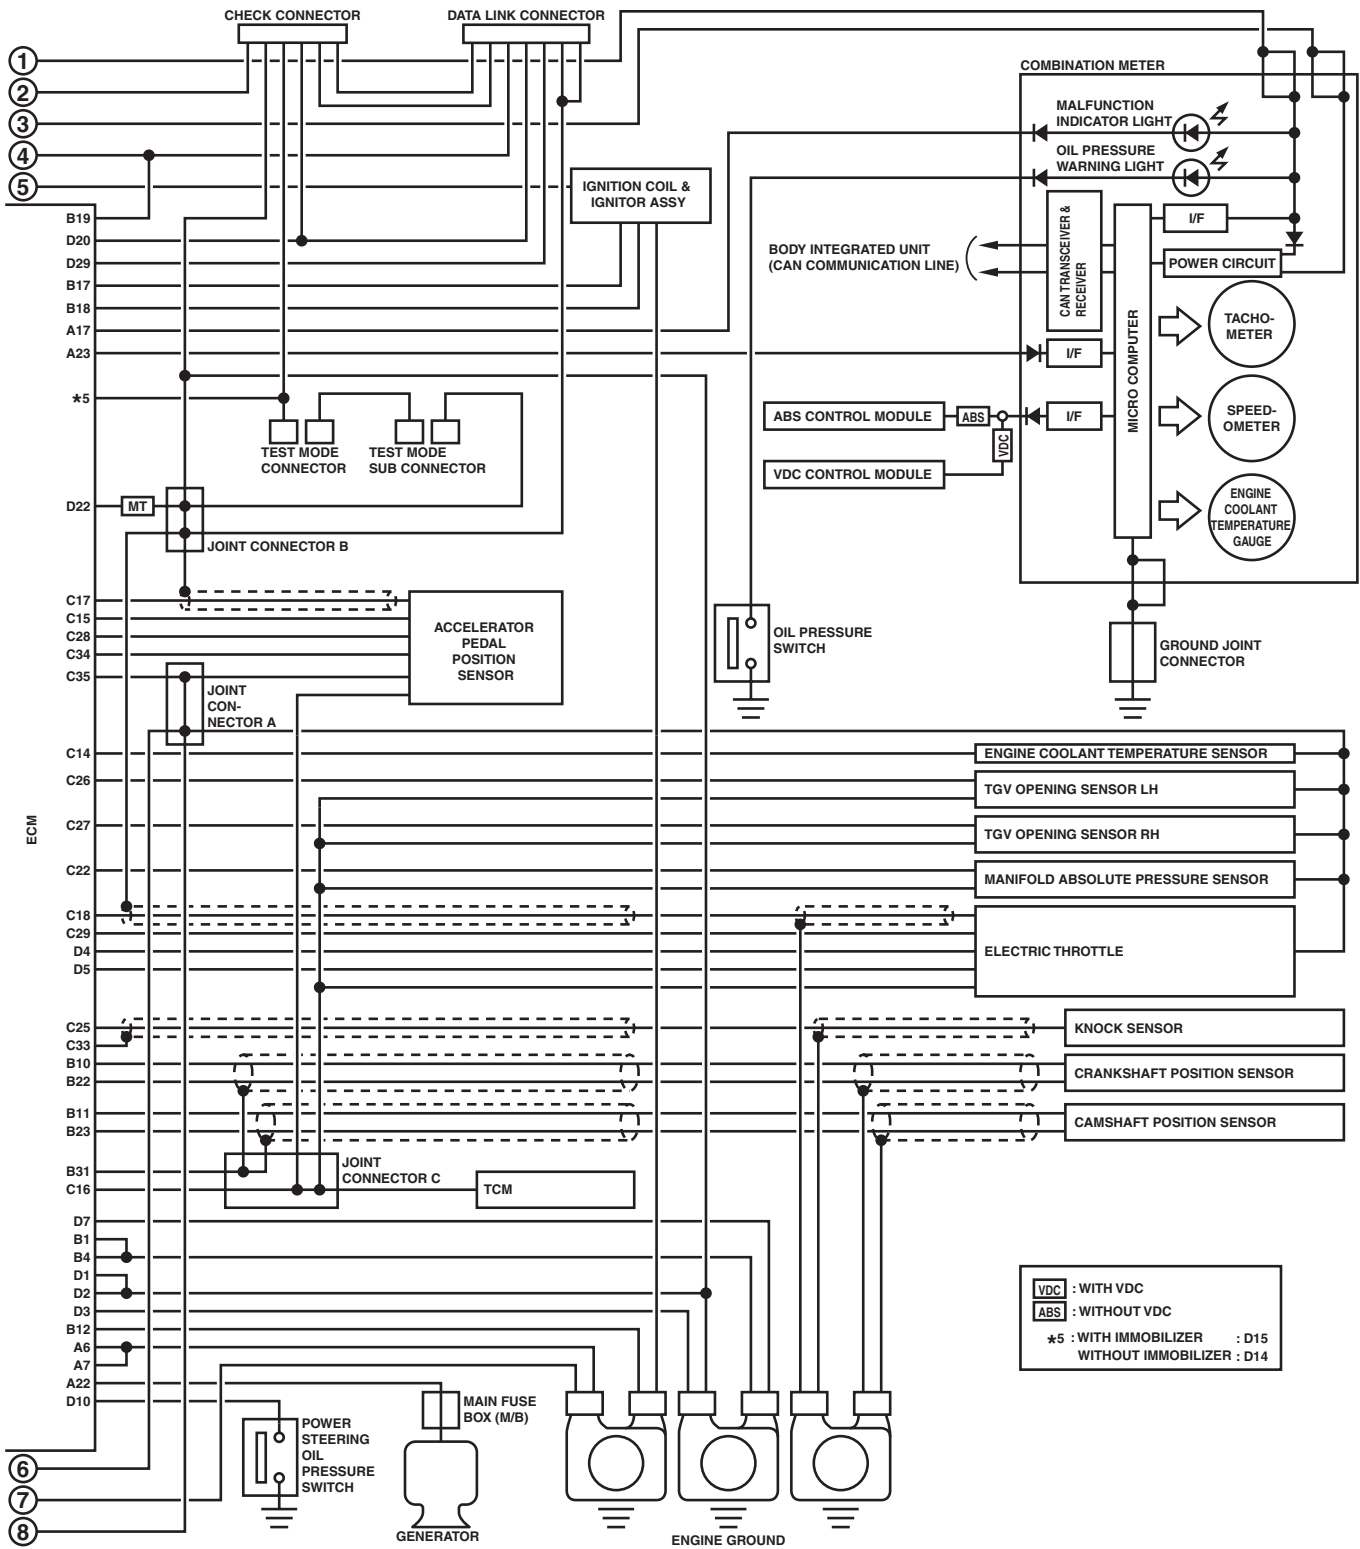 CHECK CONNECTOR
DATA LINK CONNECTOR
1
2
3
4
5
COMBINATION METER
MALFUNCTION
INDICATOR LIGHT
OIL PRESSURE
WARNING LIGHT
IGNITION COIL &
IGNITOR ASSY
I/F
POWER CIRCUIT
CAN TRANSCEIVER &
RECEIVER
BODY INTEGRATED UNIT
(CAN COMMUNICATION LINE)
MICRO COMPUTER
TACHO-
METER
I/F
ABS CONTROL MODULE
ABS
I/F
VDC
VDC CONTROL MODULE
SPEED-
OMETER
ENGINE
COOLANT
TEMPERATURE
GAUGE
B19
D20
D29
B17
B18
A17
A23
*5
TEST MODE
CONNECTOR
TEST MODE
SUB CONNECTOR
D22
MT
JOINT CONNECTOR B
C17
C15
C28
C34
C35
ACCELERATOR
PEDAL
POSITION
SENSOR
OIL PRESSURE
SWITCH
GROUND JOINT
CONNECTOR
JOINT
CON-
NECTOR A
C14
ENGINE COOLANT TEMPERATURE SENSOR
C26
TGV OPENING SENSOR LH
C27
TGV OPENING SENSOR RH
ECM
C22
MANIFOLD ABSOLUTE PRESSURE SENSOR
C18
C29
D4
D5
ELECTRIC THROTTLE
C25
C33
KNOCK SENSOR
B10
B22
CRANKSHAFT POSITION SENSOR
B11
B23
CAMSHAFT POSITION SENSOR
B31
C16
JOINT
CONNECTOR C
TCM
D7
B1
B4
D1
D2
D3
B12
A6
A7
A22
D10
VDC : WITH VDC
ABS : WITHOUT VDC
*5 : WITH IMMOBILIZER : D15
WITHOUT IMMOBILIZER : D14
MAIN FUSE
BOX (M/B)
POWER
STEERING
OIL
PRESSURE
SWITCH
6
7
8
GENERATOR
ENGINE GROUND